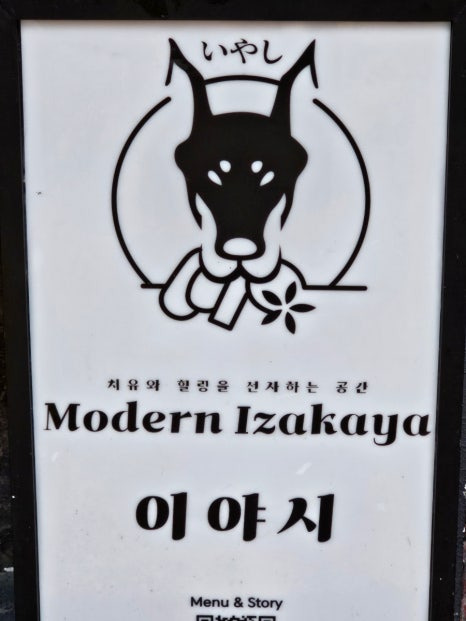 いやし
치유와 힐링을 선사하는 공간
Modern Izakaya
이야시
Menu & Story